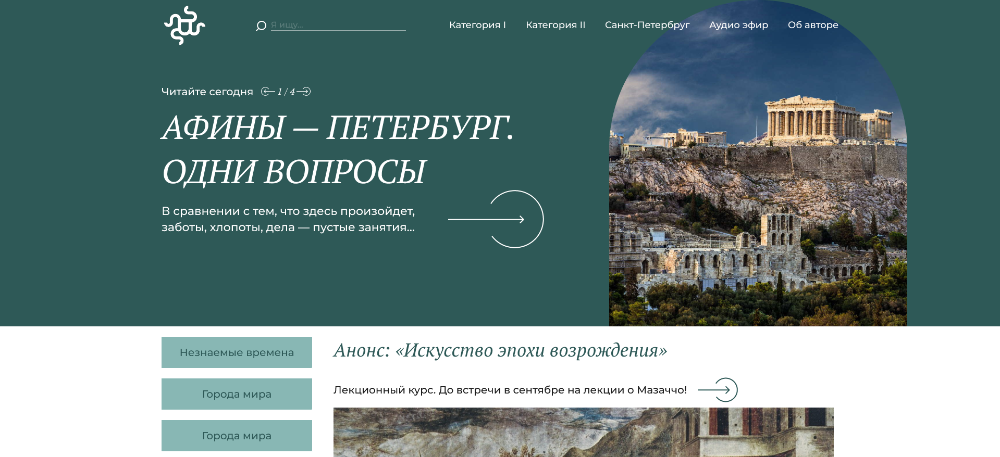 Я ищу...
Категория I
Категория II
Санкт-Петербруг
Аудио эфир
Об авторе
Читайте сегодня
1 / 4
АФИНЫ — ПЕТЕРБУРГ.
ОДНИ ВОПРОСЫ
В сравнении с тем, что здесь произойдет,
заботы, хлопоты, дела — пустые занятия...
Незнаемые времена
Города мира
Города мира
Анонс: «Искусство эпохи возрождения»
Лекционный курс. До встречи в сентябре на лекции о Мазаччо!